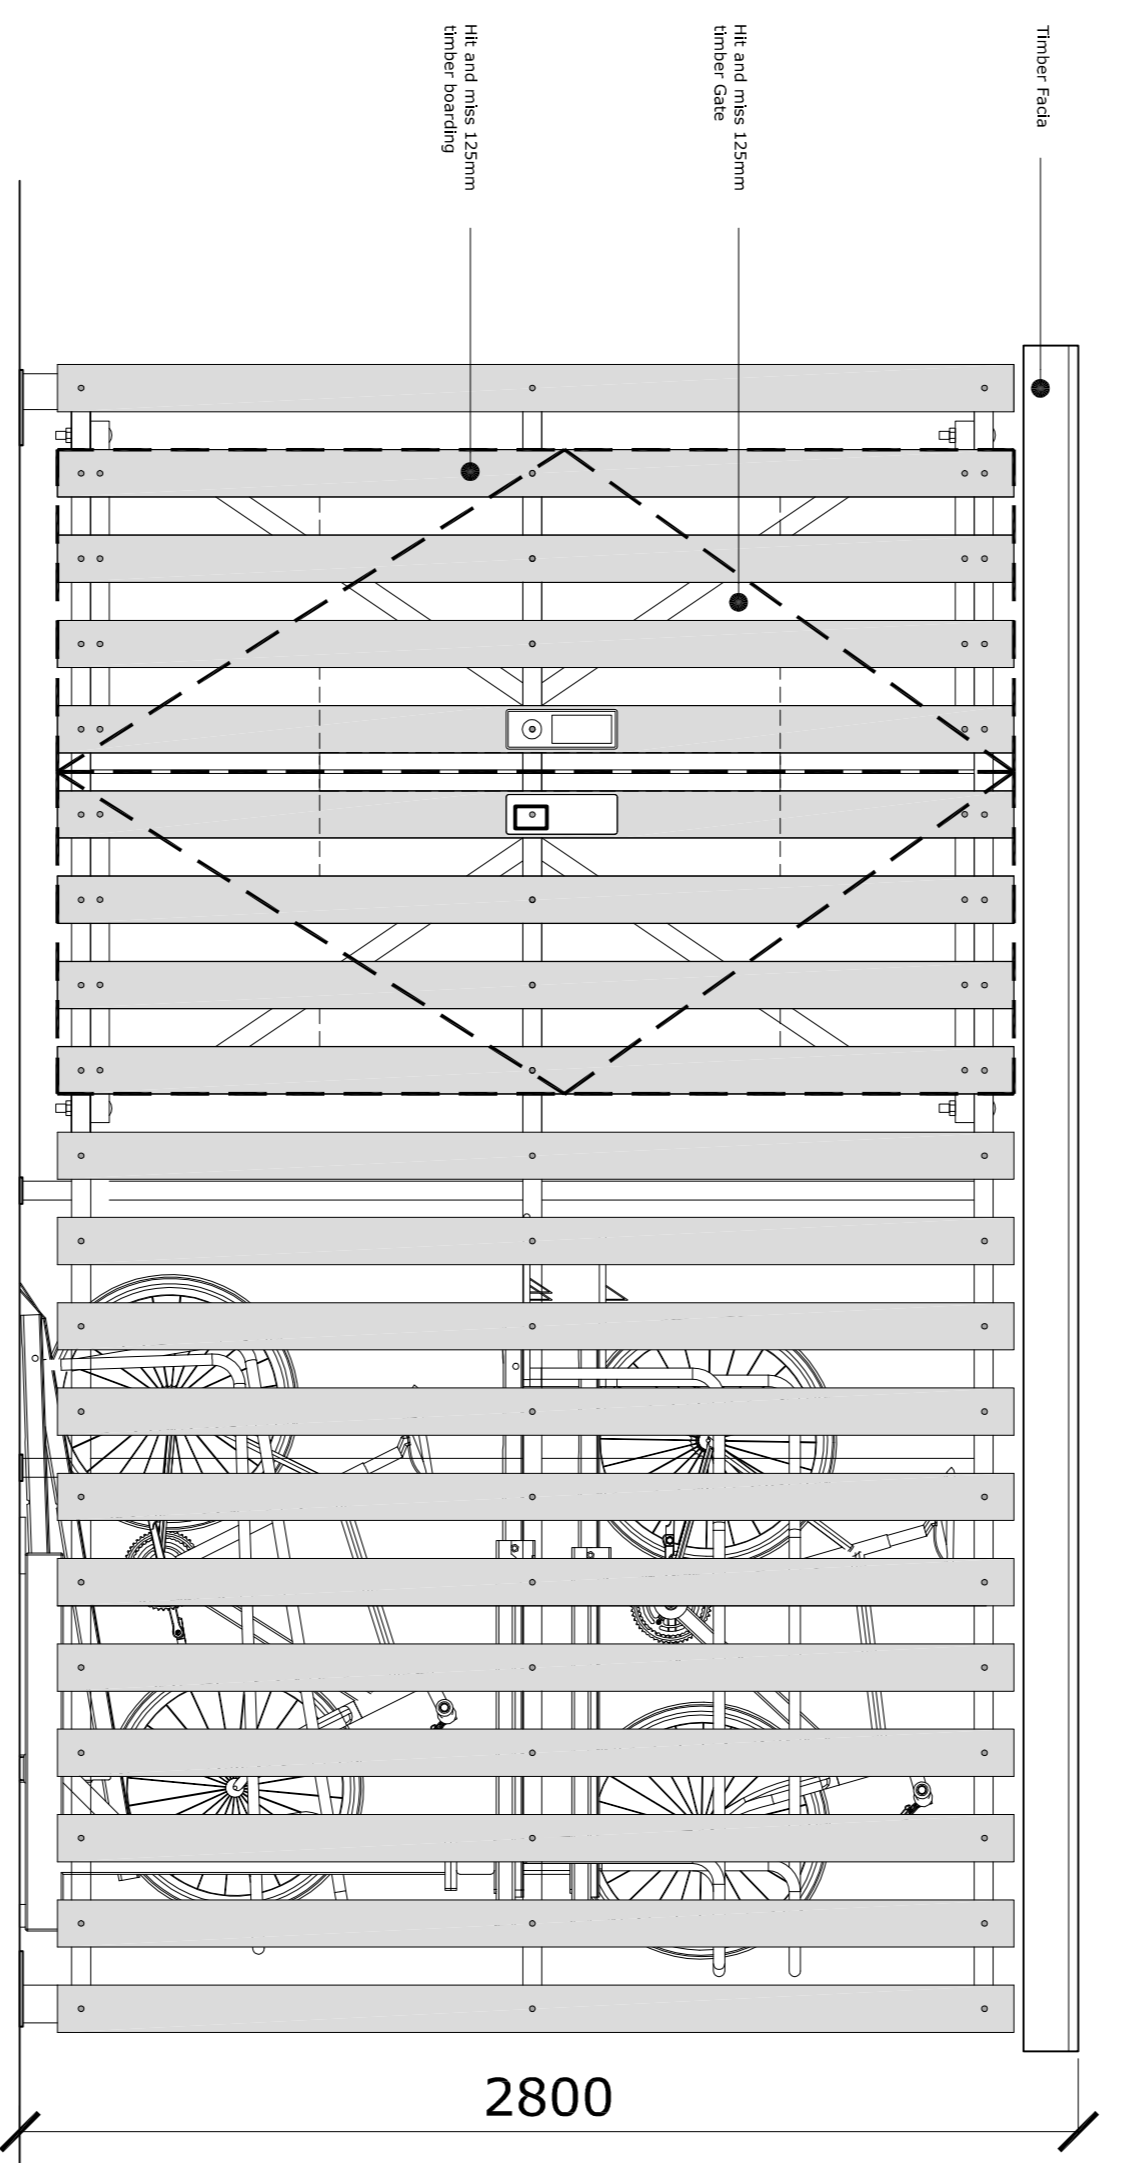 Timber Facia
Hit and miss 125mm
timber Gate
Hit and miss 125mm
timber boarding
2800